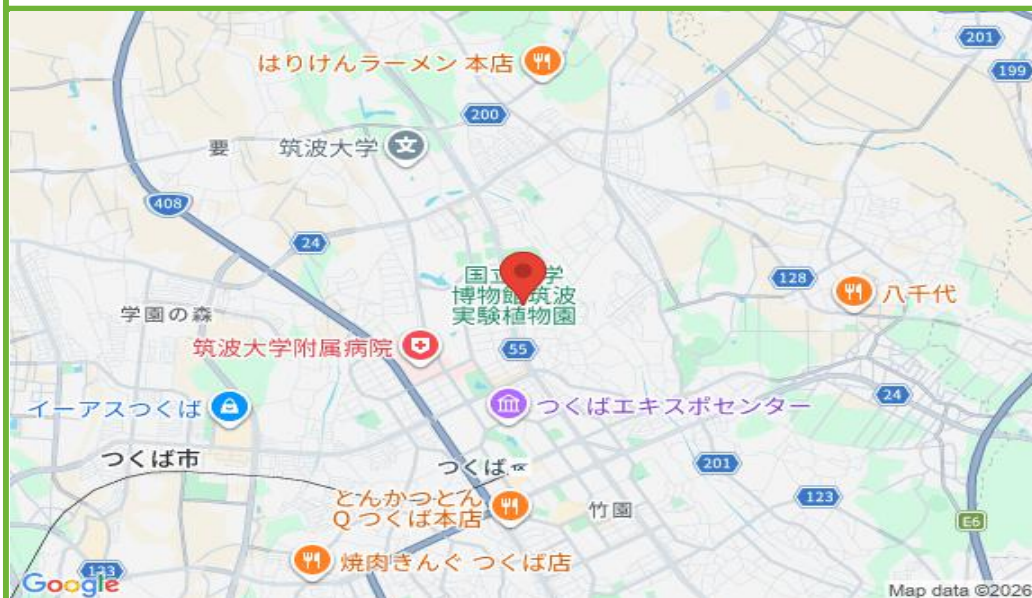 201
はりけんラーメン 本店
199
200
要
筑波大学
文
408
24
128
国立 学
博物館筑波
実験植物園
八千代
学園の森
筑波大学附属病院
55
イーアスつくば
つくばエキスポセンター
24
つくば市
つくば
201
とんかつとん
Q つくば本店
123
竹園
E6
焼肉きんぐ つくば店
123
Google
Map data ©2026